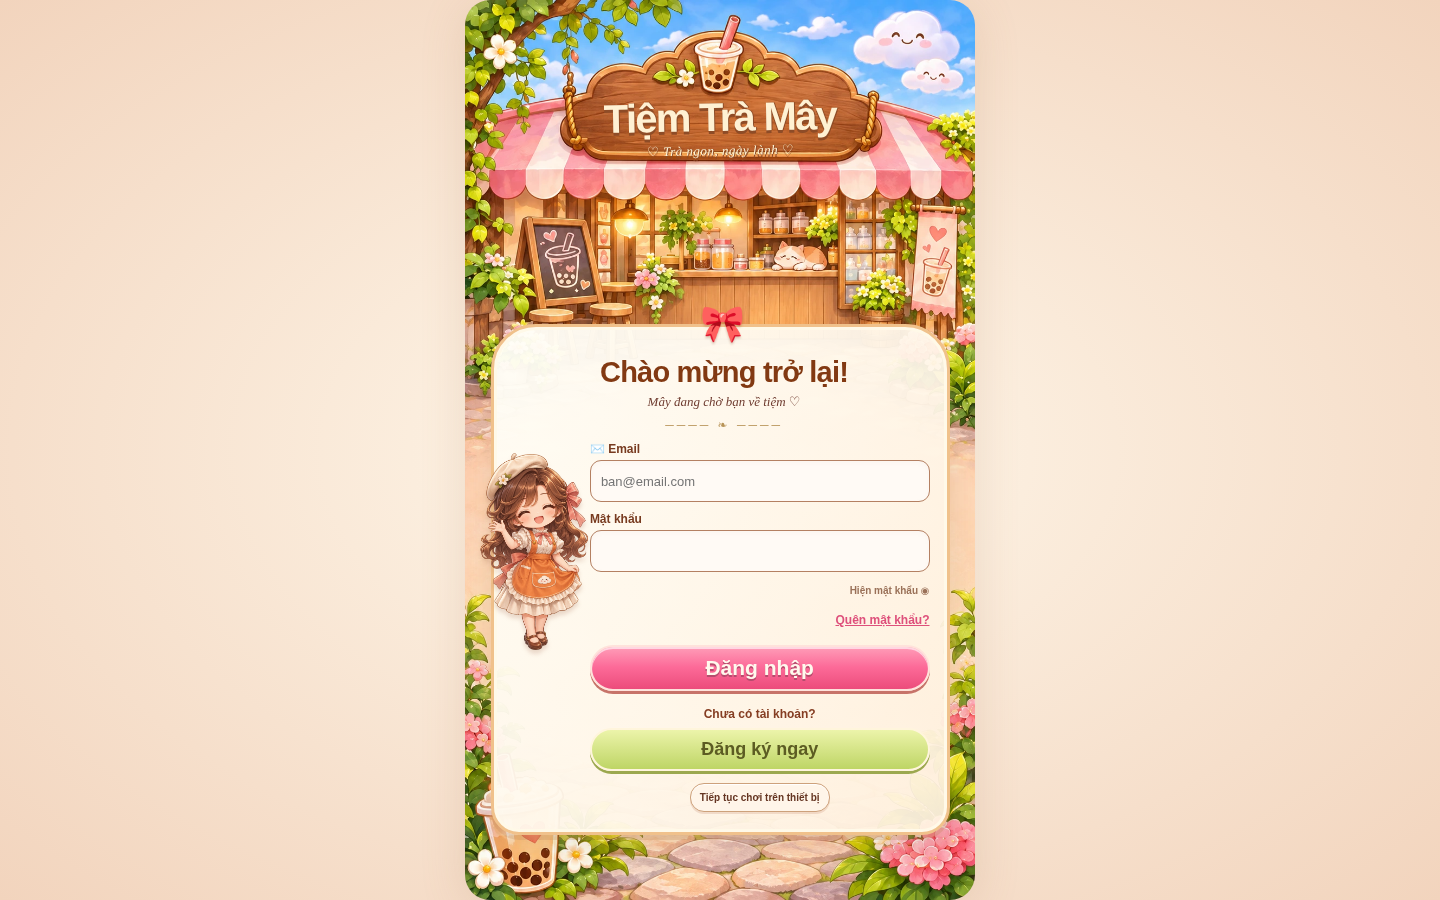 Tiệm Trà Mây
♡ Trà ngon, ngày lành ♡
Chào mừng trở lại!
Mây đang chờ bạn về tiệm ♡
✉️ Email
ban@email.com
Mật khẩu
Hiện mật khẩu ◉
Quên mật khẩu?
Đăng nhập
Chưa có tài khoản?
Đăng ký ngay
Tiếp tục chơi trên thiết bị